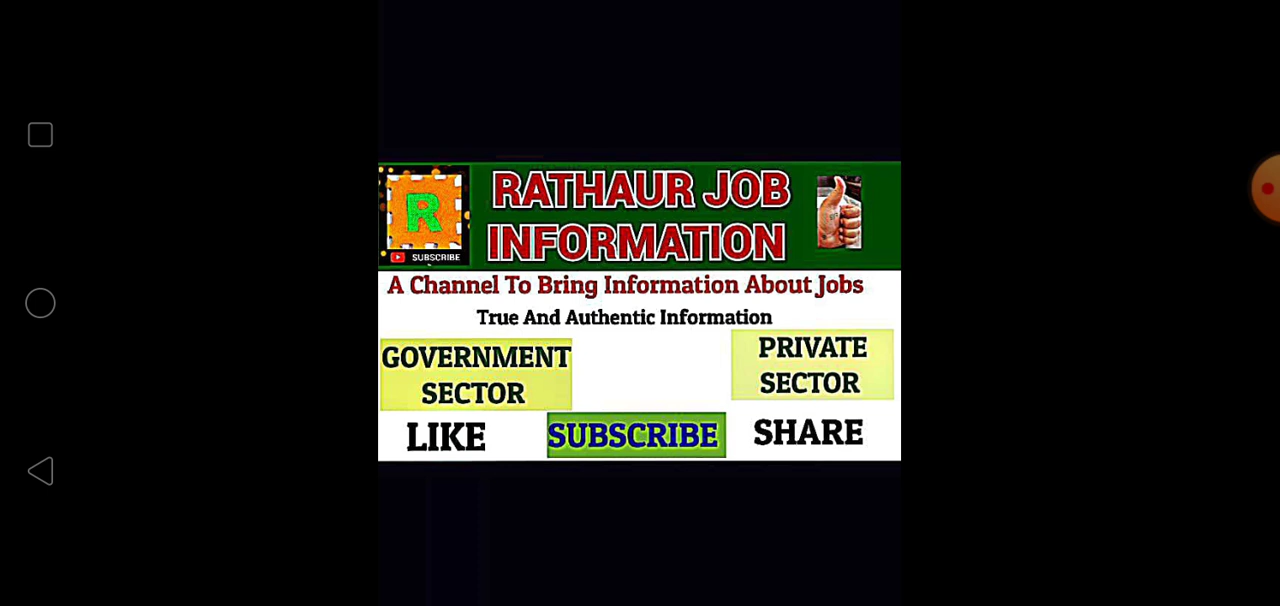 RATHAUR JOB
INFORMATION
R
SUBSCRIBE
A Channel To Bring Information About Jobs
True And Authentic Information
GOVERNMENT
SECTOR
PRIVATE
SECTOR
LIKE
SUBSCRIBE
SHARE